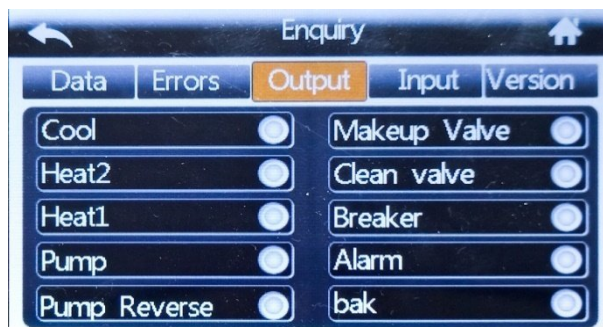 Enquiry
Data Errors Output Input Version
Cool Makeup Valve
Heat2 Clean valve
Heat1 Breaker
Pump Alarm
Pump Reverse bak